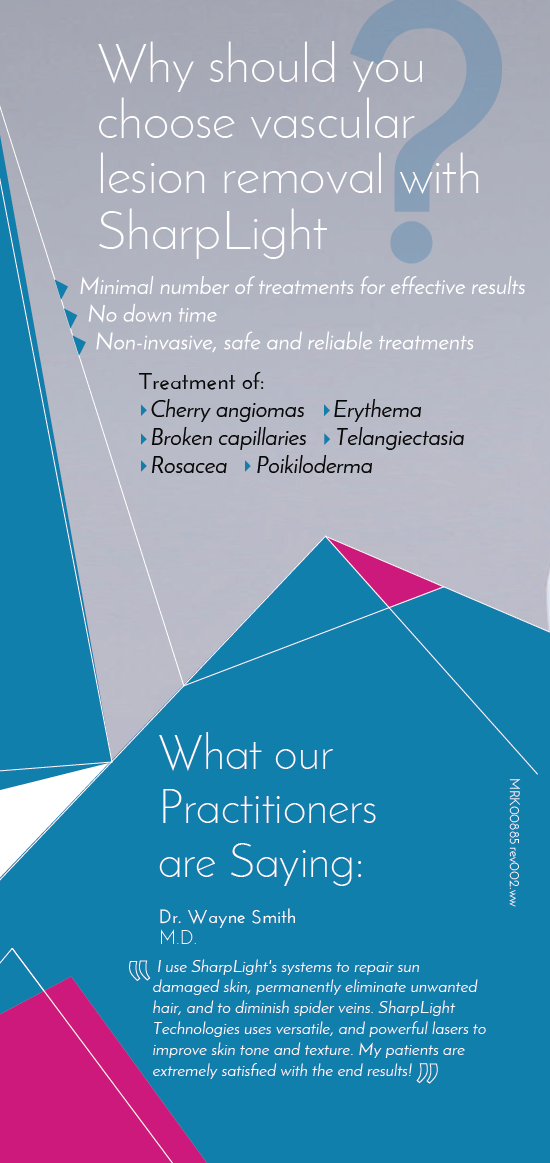 Why should you
choose vascular
lesion removal with
SharpLight
?
Minimal number of treatments for effective results
No down time
Non-invasive, safe and reliable treatments
Treatment of:
Cherry angiomas Erythema
Broken capillaries Telangiectasia
Rosacea Poikiloderma
What our
Practitioners
are Saying:
MRK00885 rev002.ww
Dr. Wayne Smith
M.D.
"I use SharpLight's systems to repair sun
damaged skin, permanently eliminate unwanted
hair, and to diminish spider veins. SharpLight
Technologies uses versatile, and powerful lasers to
improve skin tone and texture. My patients are
extremely satisfied with the end results!"